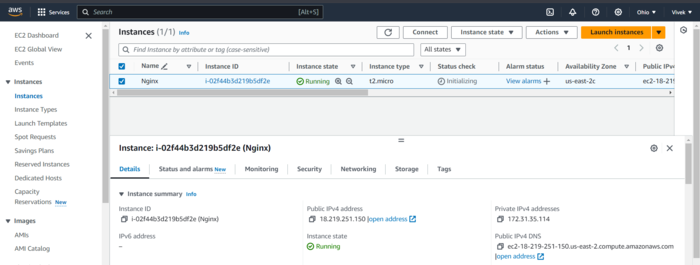 aws Services Search [Alt+S] Ohio Vivek
EC2 Dashboard
EC2 Global View
Events
Instances
Instances
Instance Types
Launch Templates
Spot Requests
Savings Plans
Reserved Instances
Dedicated Hosts
Capacity
Reservations New
Images
AMIs
AMI Catalog
Instances (1/1) Info Connect Instance state Actions Launch instances
Find Instance by attribute or tag (case-sensitive) All states 1
Name Instance ID Instance state Instance type Status check Alarm status Availability Zone Public IPv4
Nginx i-02f44b3d219b5df2e Running t2.micro Initializing View alarms + us-east-2c ec2-18-219
Instance: i-02f44b3d219b5df2e (Nginx)
Details Status and alarms New Monitoring Security Networking Storage Tags
Instance summary Info
Instance ID Public IPv4 address Private IPv4 addresses
i-02f44b3d219b5df2e (Nginx) 18.219.251.150 |open address 172.31.35.114
IPv6 address Instance state Public IPv4 DNS
– Running ec2-18-219-251-150.us-east-2.compute.amazonaws.com
|open address